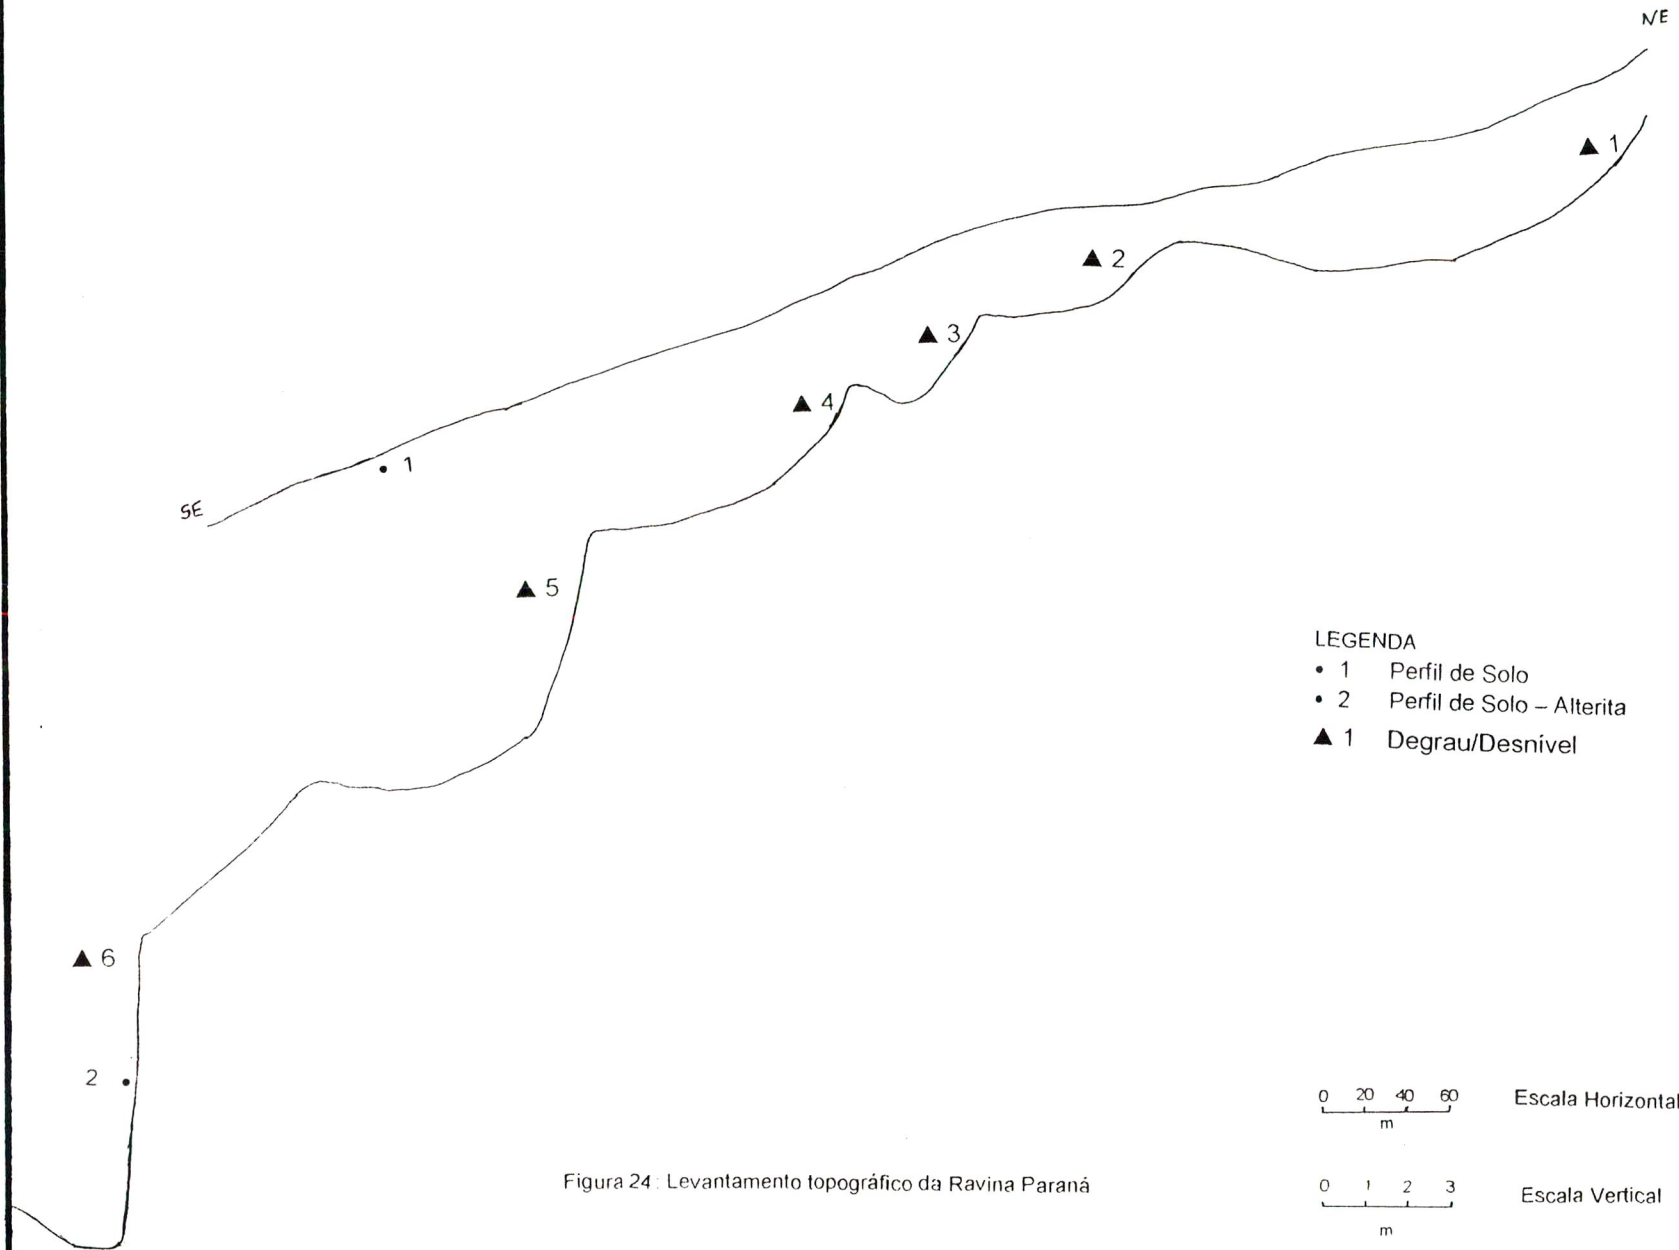 NE
▲ 1
▲ 2
▲ 3
▲ 4
• 1
SE
▲ 5
LEGENDA
• 1 Perfil de Solo
• 2 Perfil de Solo – Alterita
▲ 1 Degrau/Desnível
▲ 6
2 •
0 20 40 60 Escala Horizontal
m
Figura 24 : Levantamento topográfico da Ravina Paraná
0 1 2 3 Escala Vertical
m